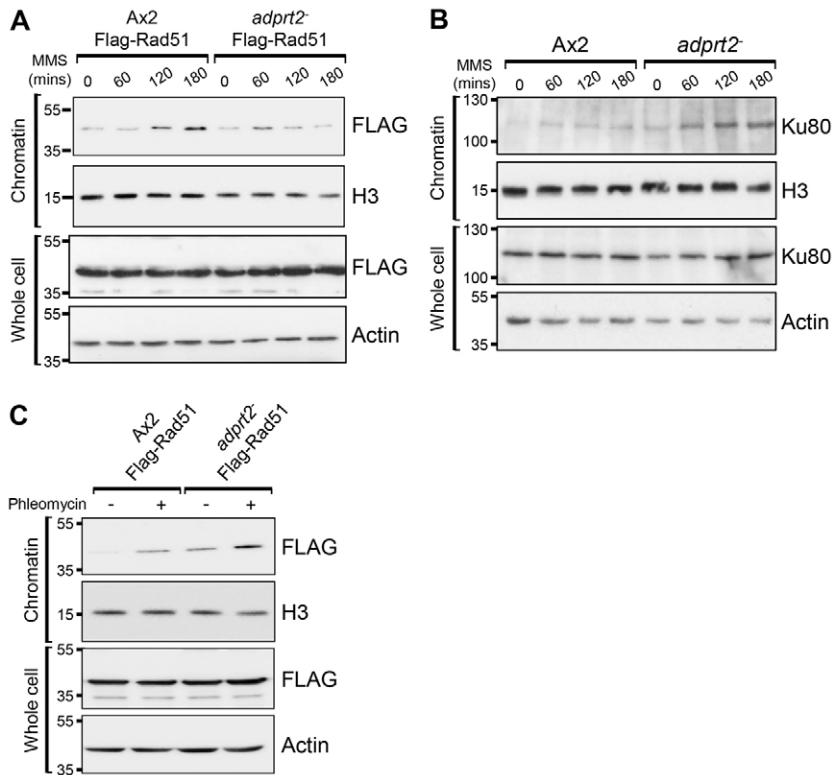 A
Ax2
Flag-Rad51
adprt2-
Flag-Rad51
MMS
(mins)
0 60 120 180 0 60 120 180
Chromatin
55
35
FLAG
15
H3
Whole cell
55
35
FLAG
55
35
Actin
B
Ax2 adprt2-
MMS
(mins)
0 60 120 180 0 60 120 180
Chromatin
130
100
Ku80
15
H3
Whole cell
130
100
Ku80
55
35
Actin
C
Ax2
Flag-Rad51
adprt2-
Flag-Rad51
Phleomycin - + - +
Chromatin
55
35
FLAG
15
H3
Whole cell
55
35
FLAG
55
35
Actin